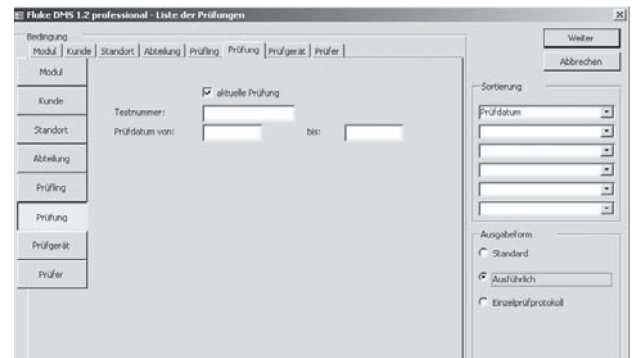 Fluke DMS 1.2 professional - Liste der Prüfungen
Bedingung
Modul Kunde Standort Abteilung Prüfling Prüfung Prüfgerät Prüfer
Modul
Kunde
Standort
Abteilung
Prüfling
Prüfung
Prüfgerät
Prüfer
aktuelle Prüfung
Testnummer:
Prüfdatum von: bis:
Weiter
Abbrechen
Sortierung
Prüfdatum
Ausgabeform
Standard
Ausführlich
Einzelprüfprotokoll